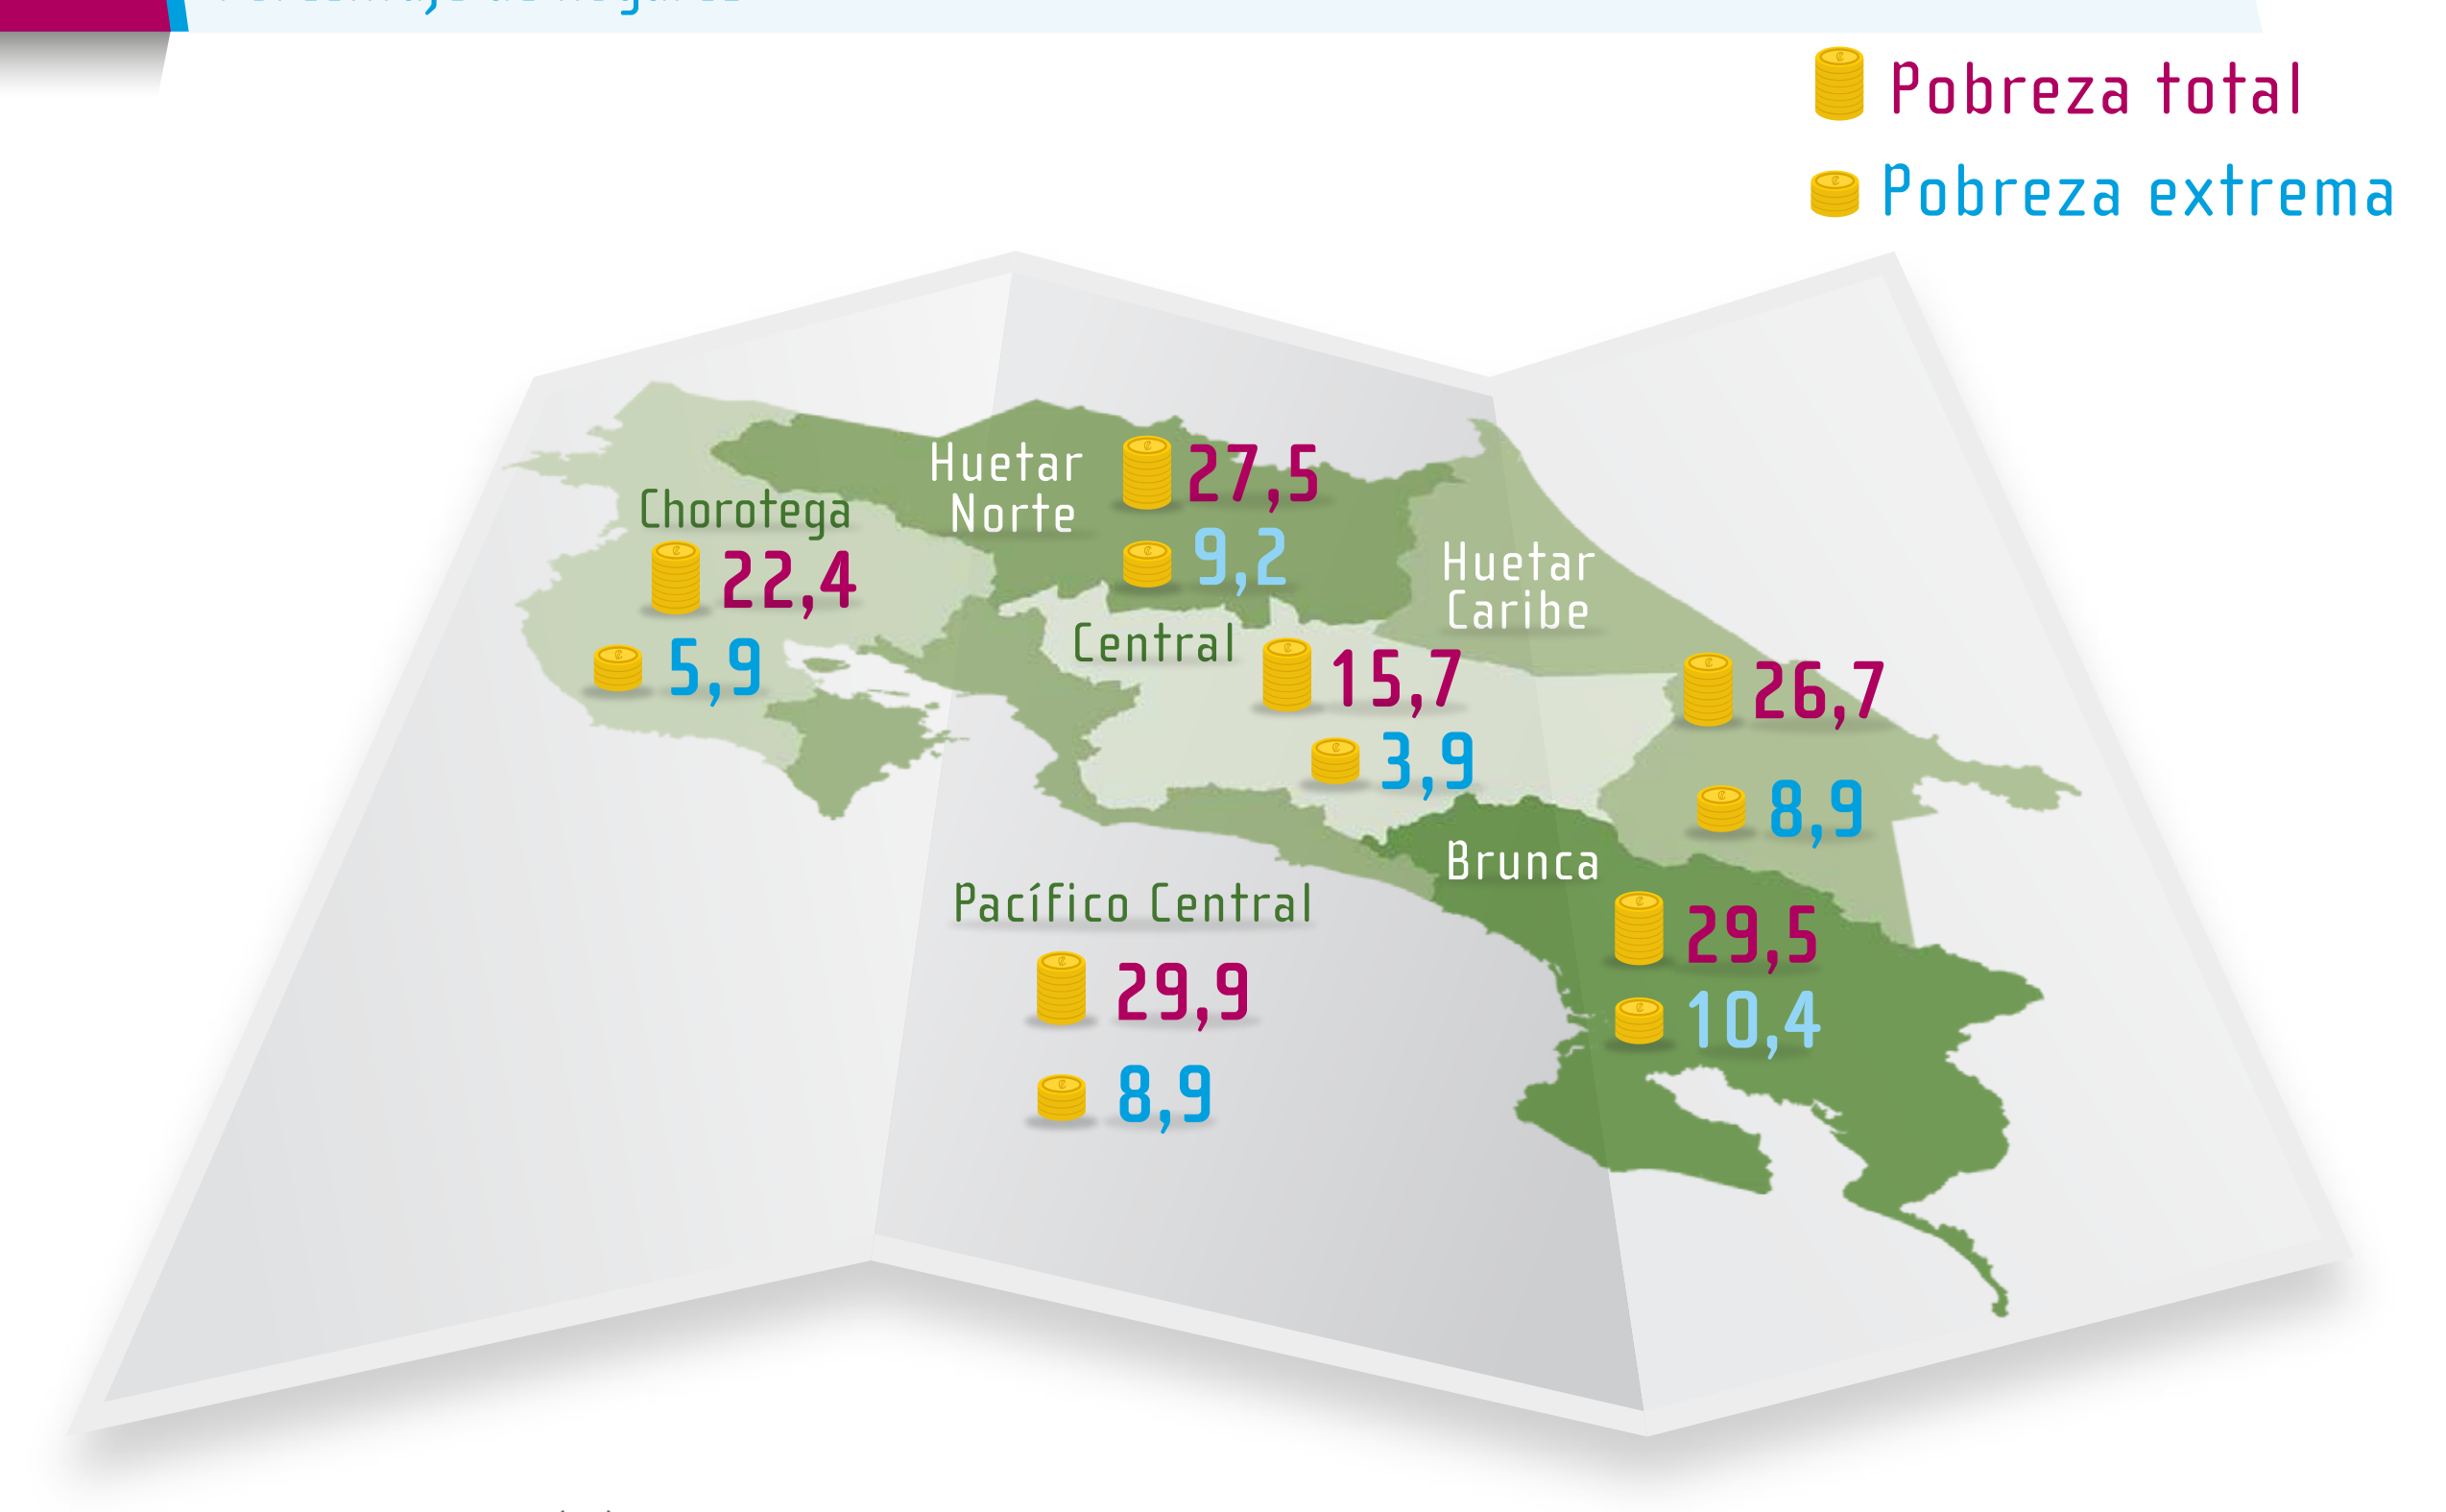 Pobreza total
Pobreza extrema
Huetar
Norte
27,5
9,2
Chorotega
22,4
5,9
Huetar
Caribe
26,7
8,9
Central
15,7
3,9
Brunca
29,5
10,4
Pacífico Central
29,9
8,9